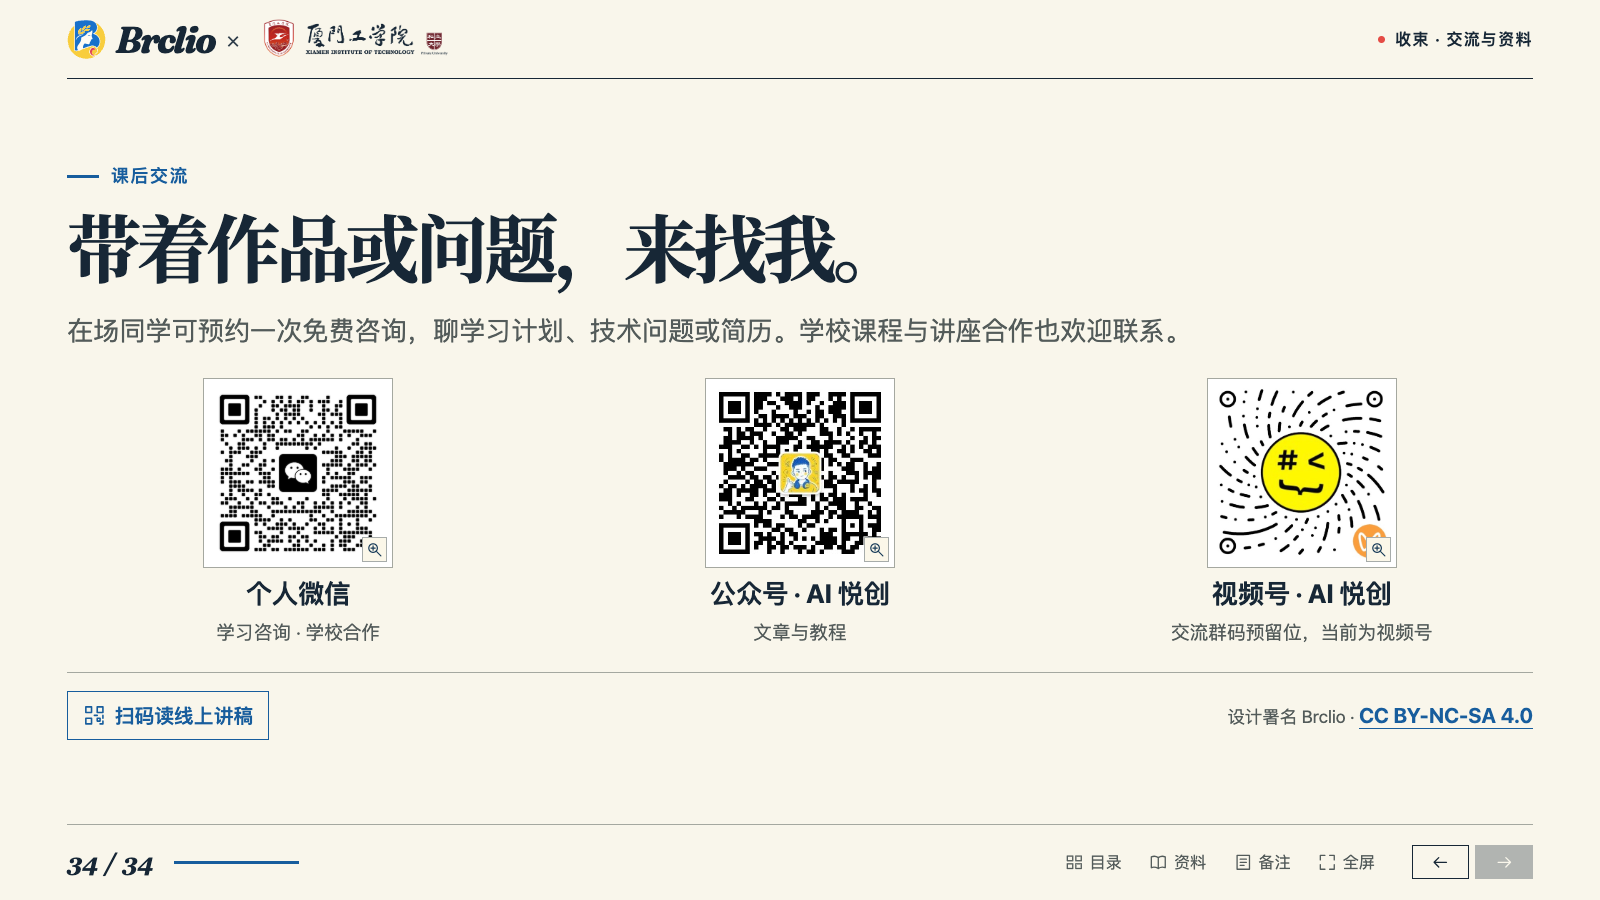 Brclio × 厦门工学院
XIAMEN INSTITUTE OF TECHNOLOGY
收束 · 交流与资料
课后交流
带着作品或问题，来找我。
在场同学可预约一次免费咨询，聊学习计划、技术问题或简历。学校课程与讲座合作也欢迎联系。
# <
个人微信
学习咨询 · 学校合作
公众号 · AI 悦创
文章与教程
视频号 · AI 悦创
交流群码预留位，当前为视频号
扫码读线上讲稿
设计署名 Brclio · CC BY-NC-SA 4.0
34 / 34
目录
资料
备注
全屏
← →